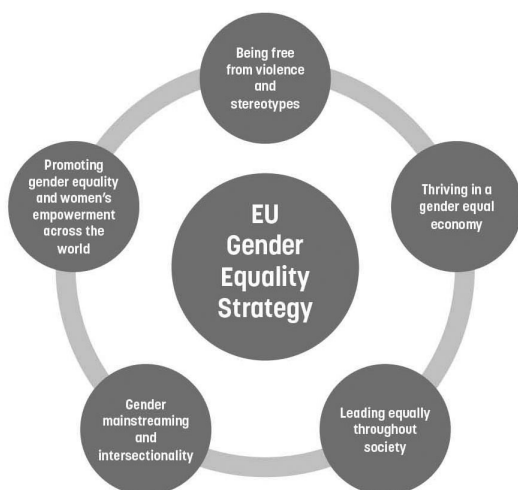 Being free
from violence
and
stereotypes
Promoting
gender equality
and women's
empowerment
across the
world
Thriving in a
gender equal
economy
EU
Gender
Equality
Strategy
Gender
mainstreaming
and
intersectionality
Leading equally
throughout
society